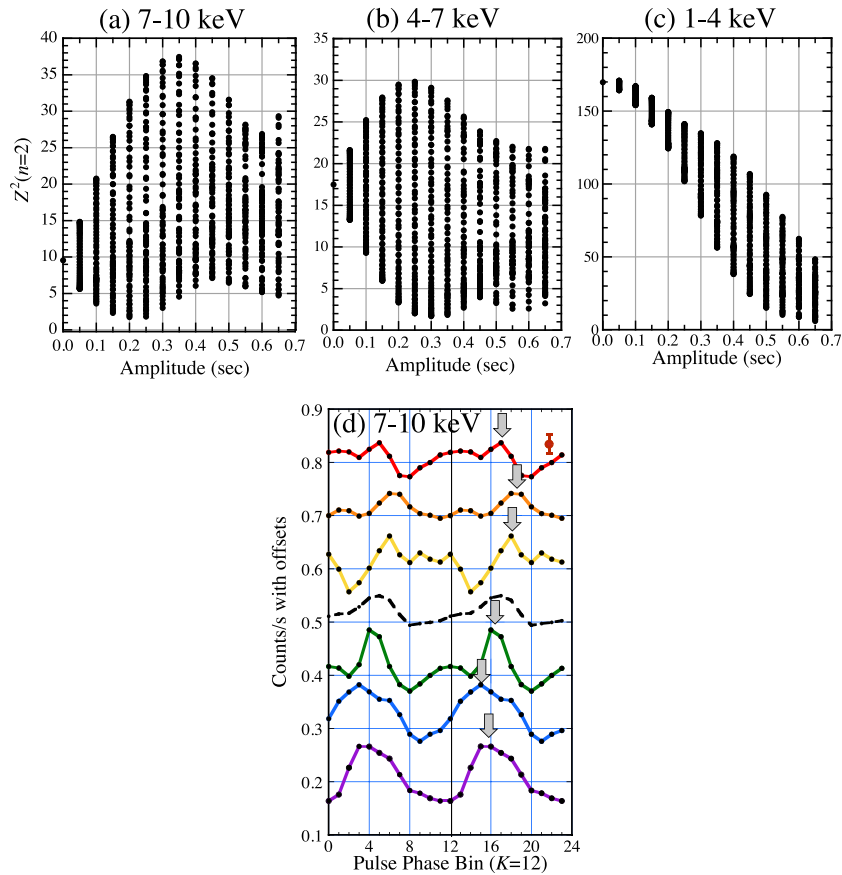 (a) 7-10 keV
(b) 4-7 keV
(c) 1-4 keV
Z²(n=2)
40
35
30
25
20
15
10
5
0
0.0 0.1 0.2 0.3 0.4 0.5 0.6 0.7
Amplitude (sec)
35
30
25
20
15
10
5
0
0.0 0.1 0.2 0.3 0.4 0.5 0.6 0.7
Amplitude (sec)
200
150
100
50
0
0.0 0.1 0.2 0.3 0.4 0.5 0.6 0.7
Amplitude (sec)
(d) 7-10 keV
Counts/s with offsets
0.9
0.8
0.7
0.6
0.5
0.4
0.3
0.2
0.1
0 4 8 12 16 20 24
Pulse Phase Bin (K=12)